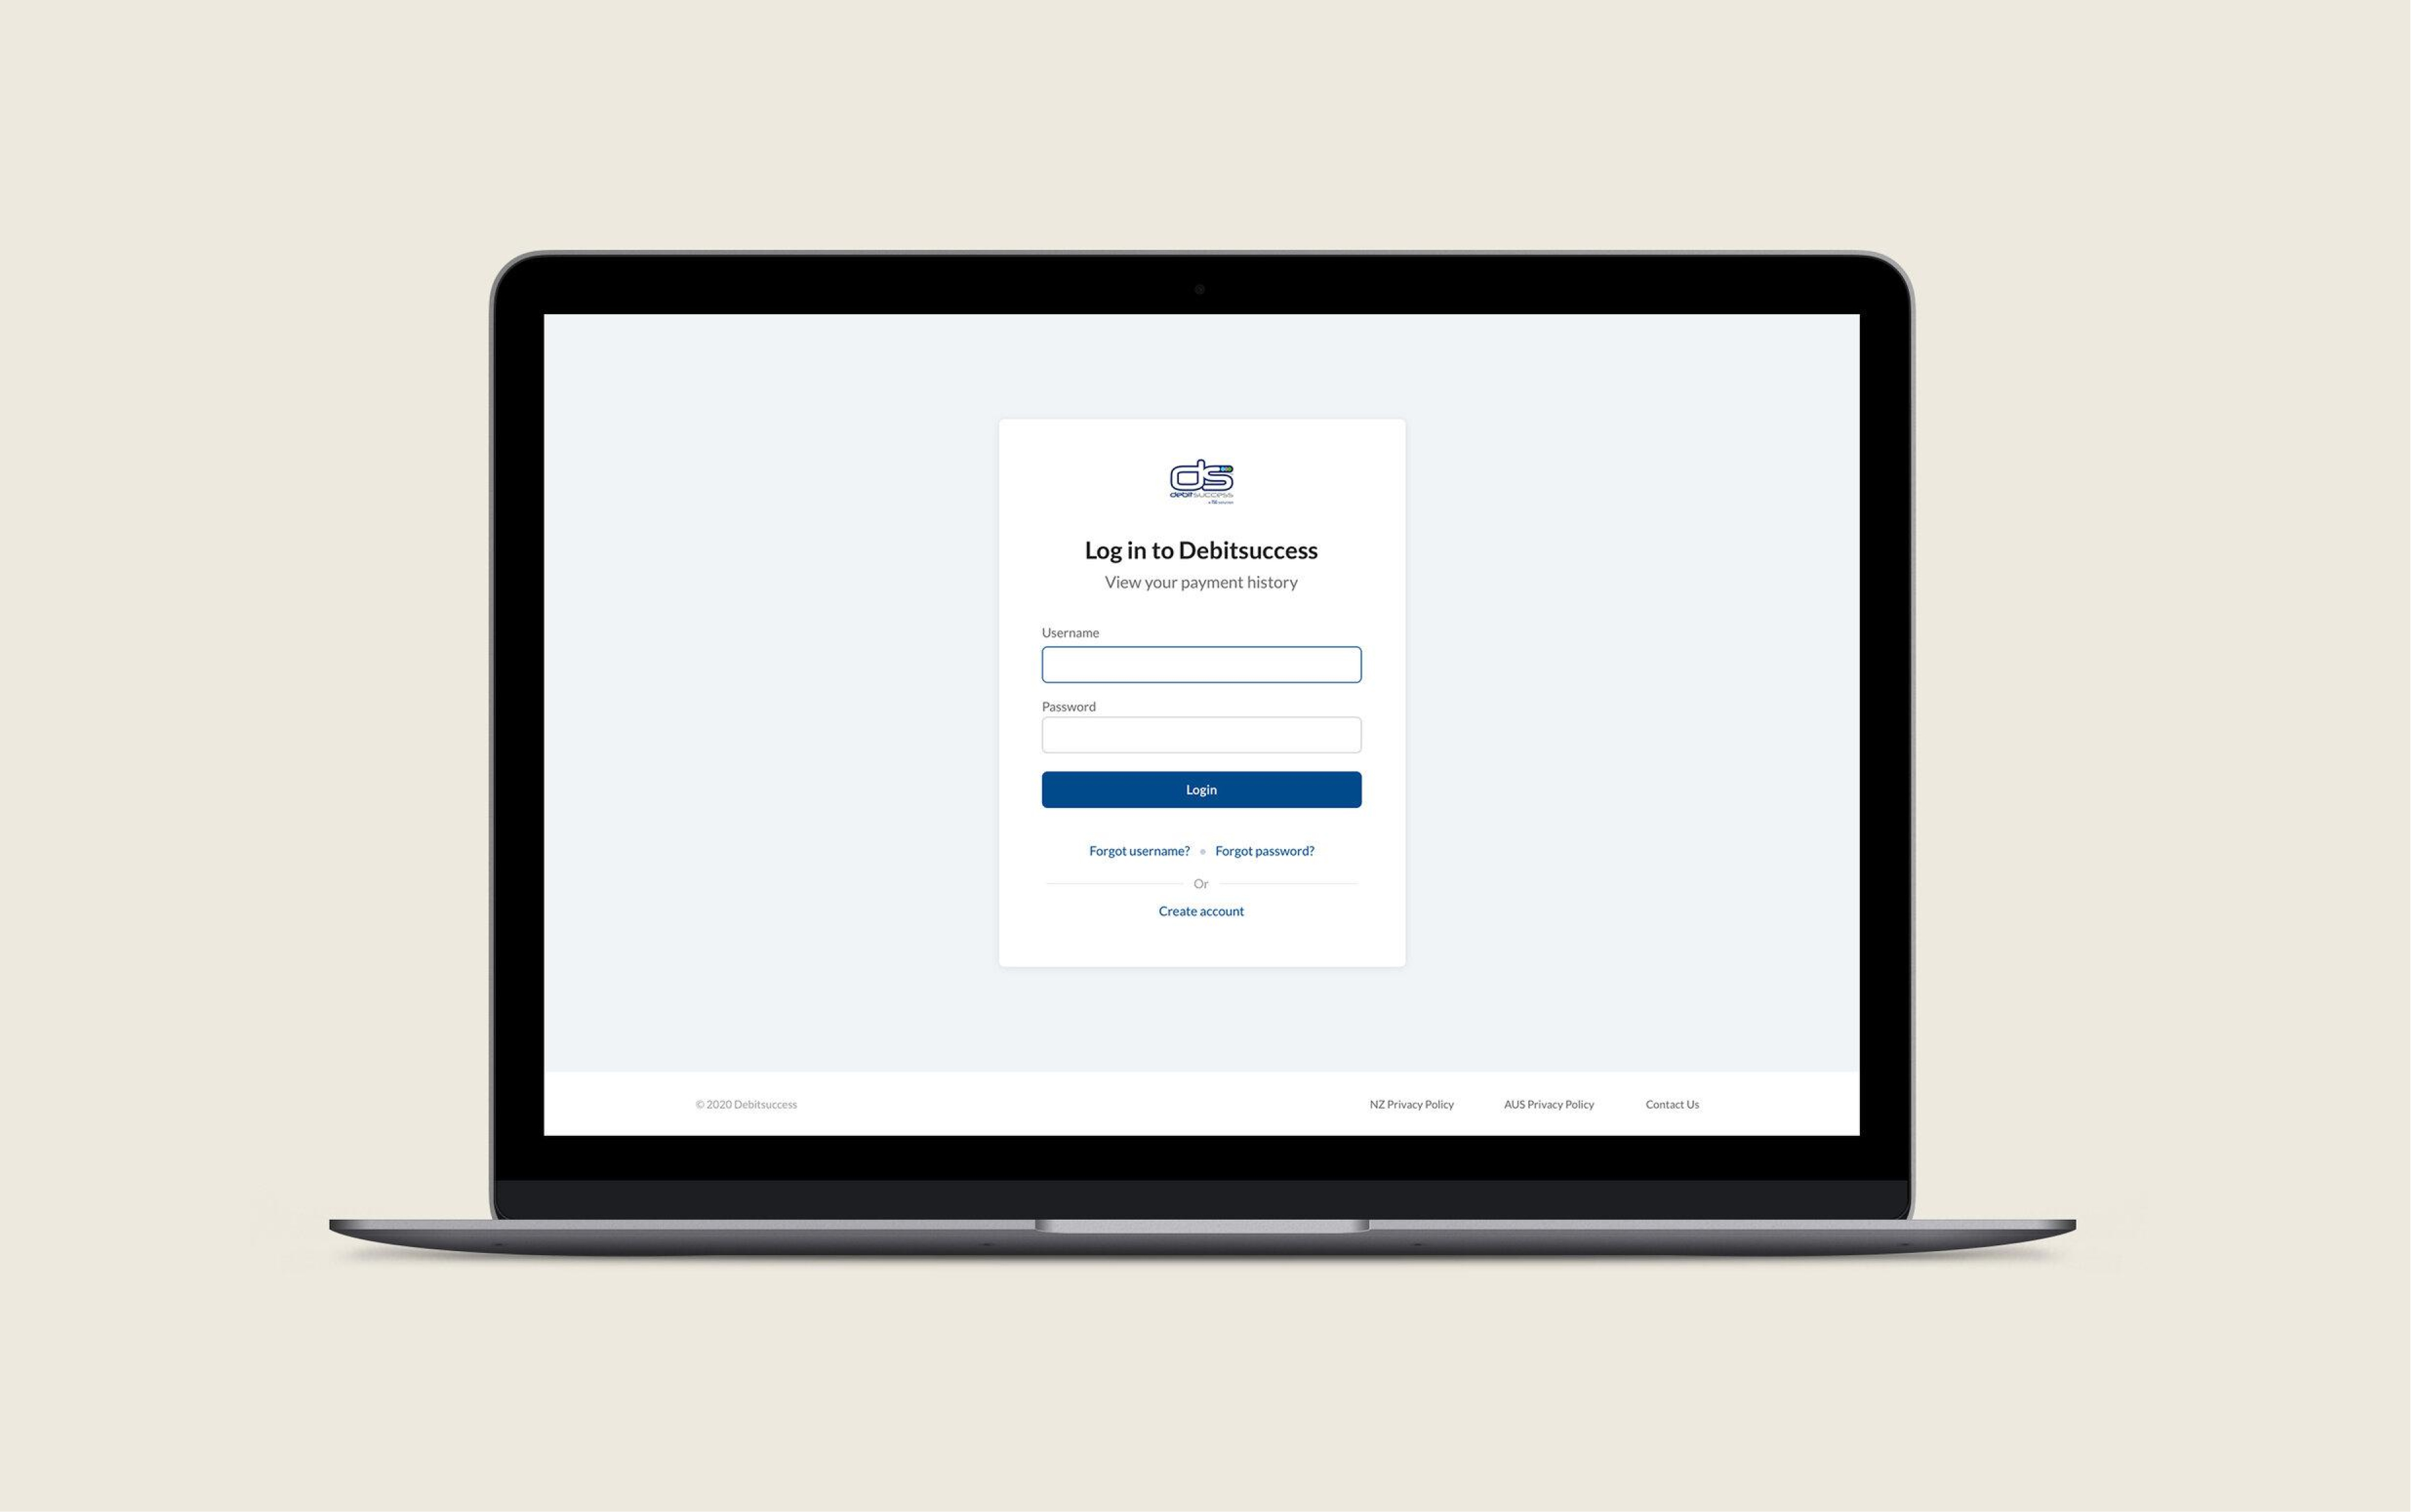 ds
debitsuccess
Log in to Debitsuccess
View your payment history
Username
Password
Login
Forgot username? • Forgot password?
Or
Create account
© 2020 Debitsuccess NZ Privacy Policy AUS Privacy Policy Contact Us